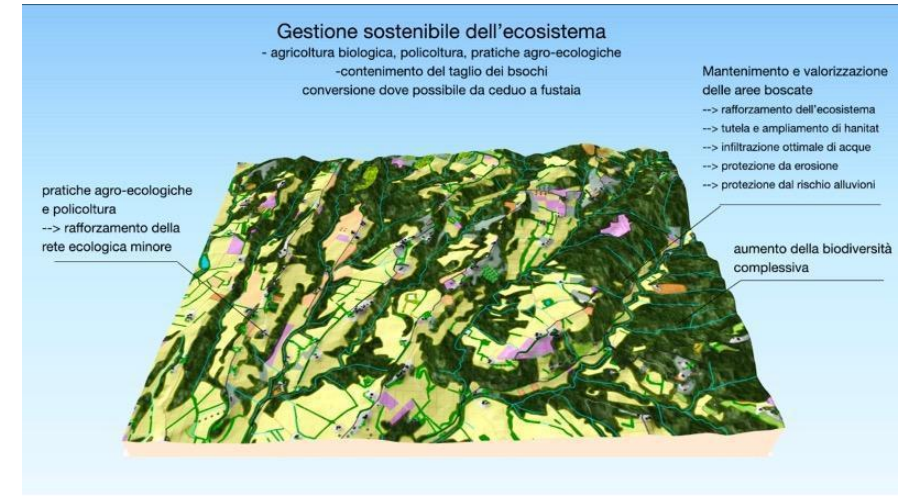 Gestione sostenibile dell'ecosistema
- agricoltura biologica, policoltura, pratiche agro-ecologiche
-contenimento del taglio dei bsochi
conversione dove possibile da ceduo a fustaia
Mantenimento e valorizzazione
delle aree boscate
--> rafforzamento dell'ecosistema
--> tutela e ampliamento di hanitat
--> infiltrazione ottimale di acque
--> protezione da erosione
--> protezione dal rischio alluvioni
pratiche agro-ecologiche
e policoltura
--> rafforzamento della
rete ecologica minore
aumento della biodiversità
complessiva